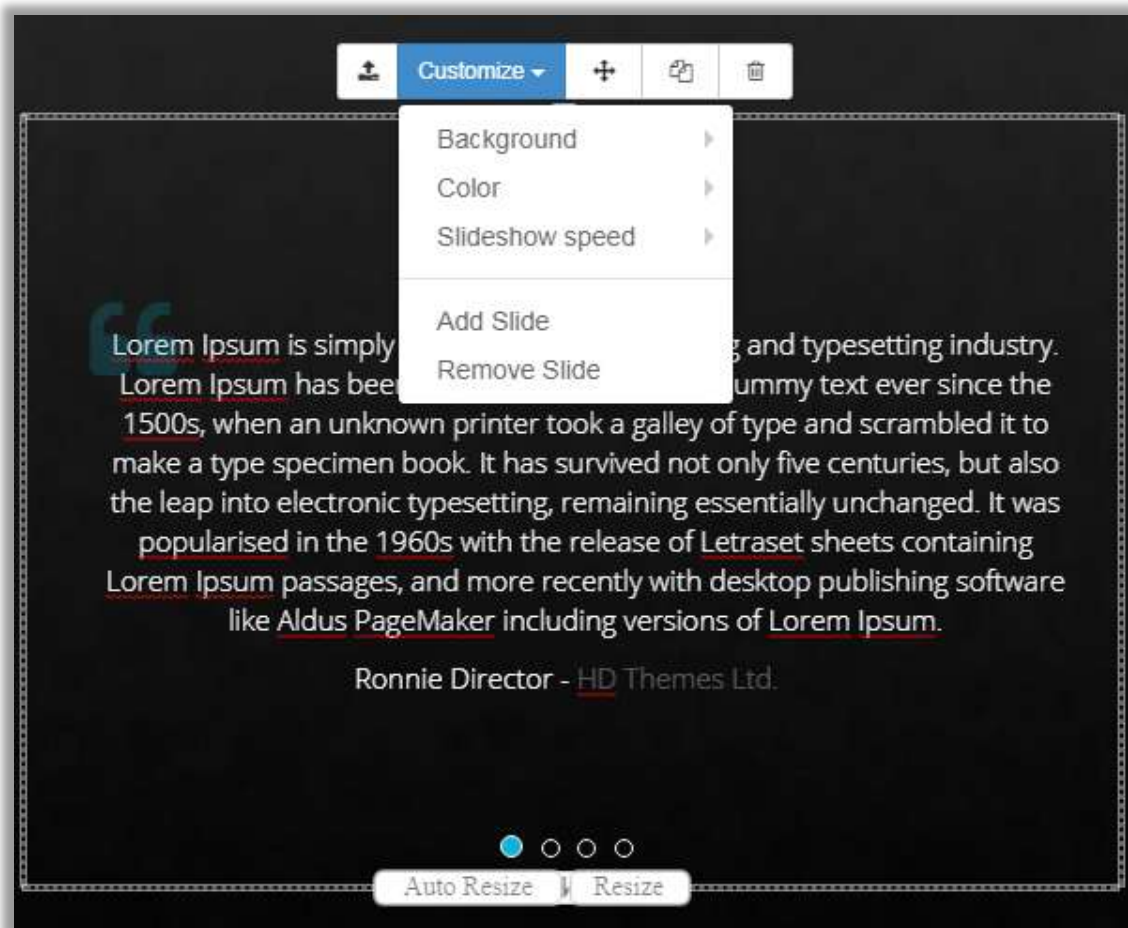 Customize
Background
Color
Slideshow speed
Add Slide
Remove Slide
Lorem Ipsum is simply g and typesetting industry.
Lorem Ipsum has been ummy text ever since the
1500s, when an unknown printer took a galley of type and scrambled it to
make a type specimen book. It has survived not only five centuries, but also
the leap into electronic typesetting, remaining essentially unchanged. It was
popularised in the 1960s with the release of Letraset sheets containing
Lorem Ipsum passages, and more recently with desktop publishing software
like Aldus PageMaker including versions of Lorem Ipsum.
Ronnie Director - HD Themes Ltd.
Auto Resize Resize